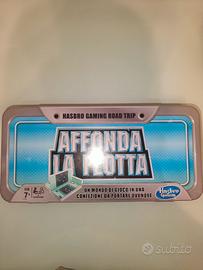 HASBRO GAMING ROAD TRIP
AFFONDA
LA FLOTTA
7+
UN MONDO DI GIOCO IN UNA
CONFEZIONE DA PORTARE OVUNQUE
Hasbro
Gaming
subito